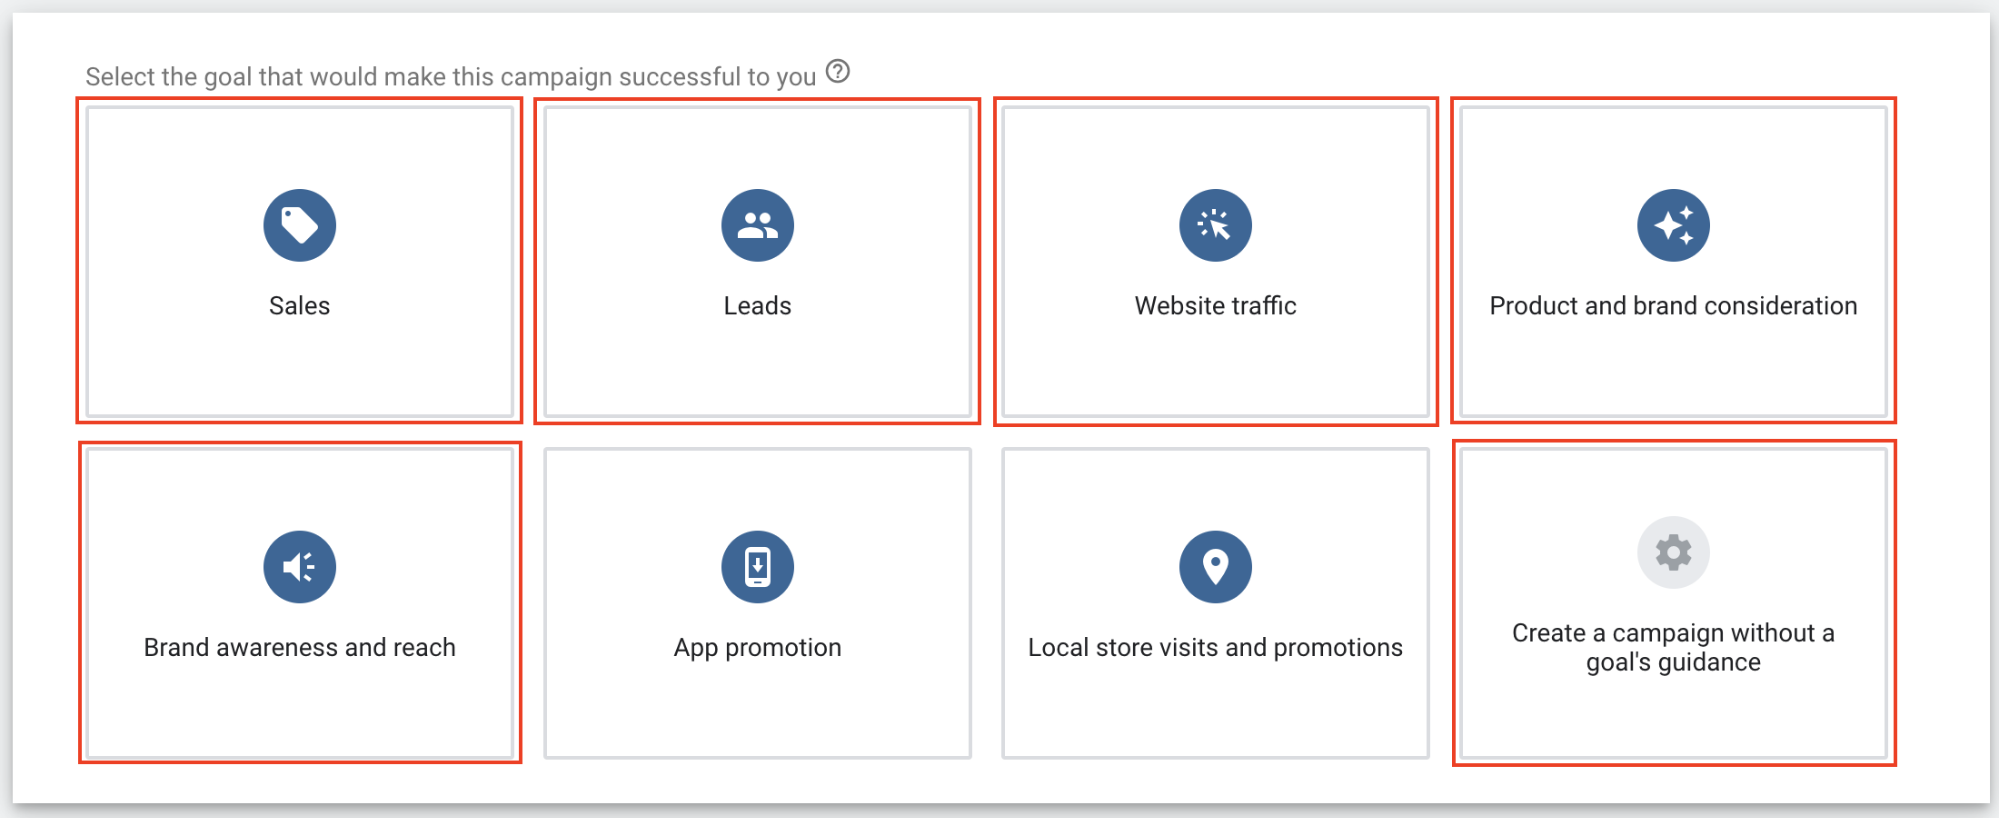 Select the goal that would make this campaign successful to you ?
Sales
Leads
Website traffic
Product and brand consideration
Brand awareness and reach
App promotion
Local store visits and promotions
Create a campaign without a
goal's guidance